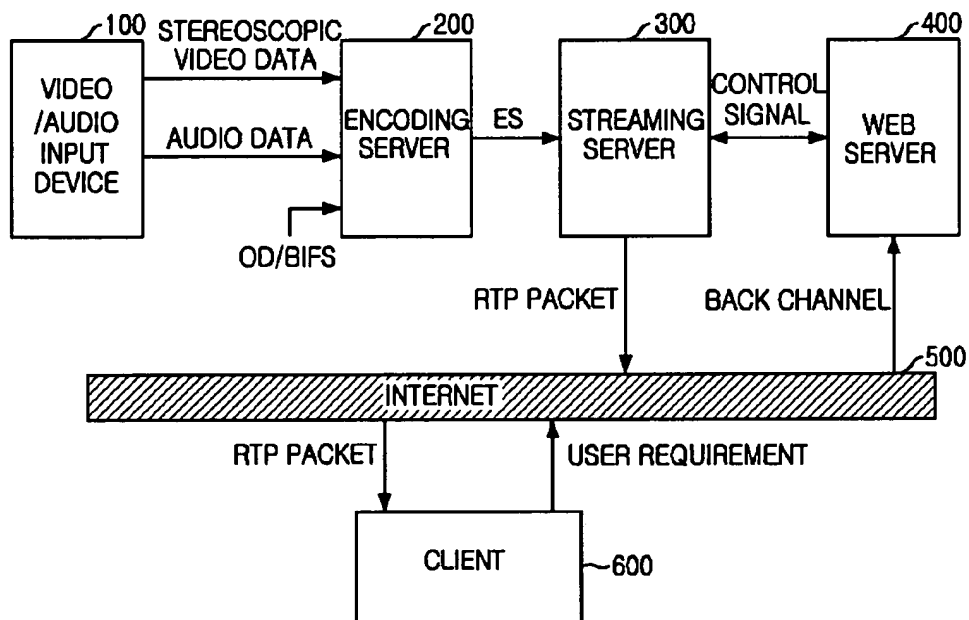 100
STEREOSCOPIC
VIDEO DATA
200
300
400
VIDEO
/AUDIO
INPUT
DEVICE
AUDIO DATA
ENCODING
SERVER
ES
STREAMING
SERVER
CONTROL
SIGNAL
WEB
SERVER
OD/BIFS
RTP PACKET
BACK CHANNEL
500
INTERNET
RTP PACKET
USER REQUIREMENT
CLIENT
600